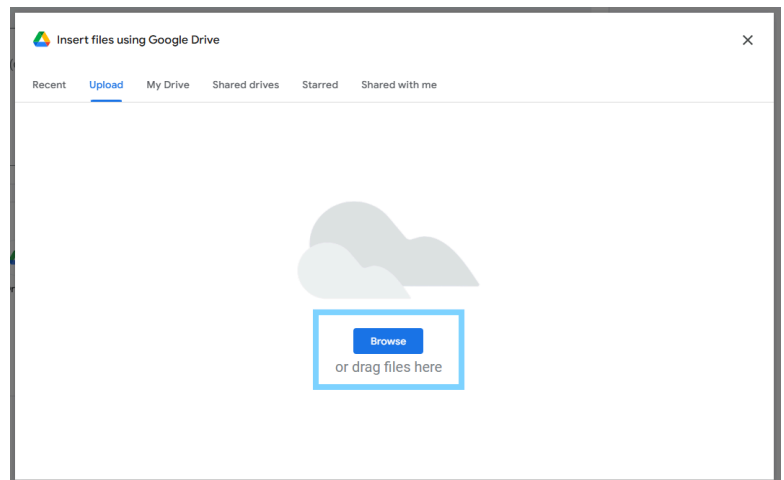 Insert files using Google Drive
Recent Upload My Drive Shared drives Starred Shared with me
Browse
or drag files here